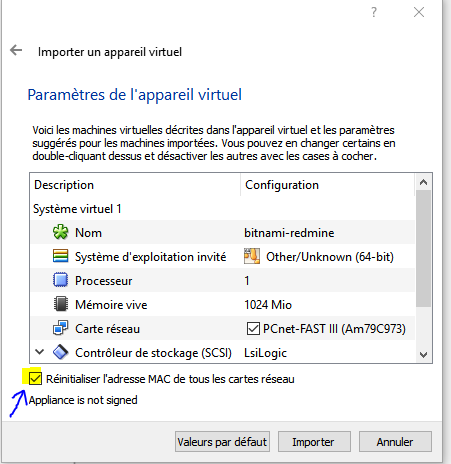 ?
Importer un appareil virtuel
Paramètres de l'appareil virtuel
Voici les machines virtuelles décrites dans l'appareil virtuel et les paramètres
suggérés pour les machines importées. Vous pouvez en changer certains en
double-cliquant dessus et désactiver les autres avec les cases à cocher.
Description Configuration
Système virtuel 1
Nom bitnami-redmine
Système d'exploitation invité Other/Unknown (64-bit)
Processeur 1
Mémoire vive 1024 Mio
Carte réseau PCnet-FAST III (Am79C973)
Contrôleur de stockage (SCSI) LsiLogic
Réinitialiser l'adresse MAC de tous les cartes réseau
Appliance is not signed
Valeurs par défaut Importer Annuler